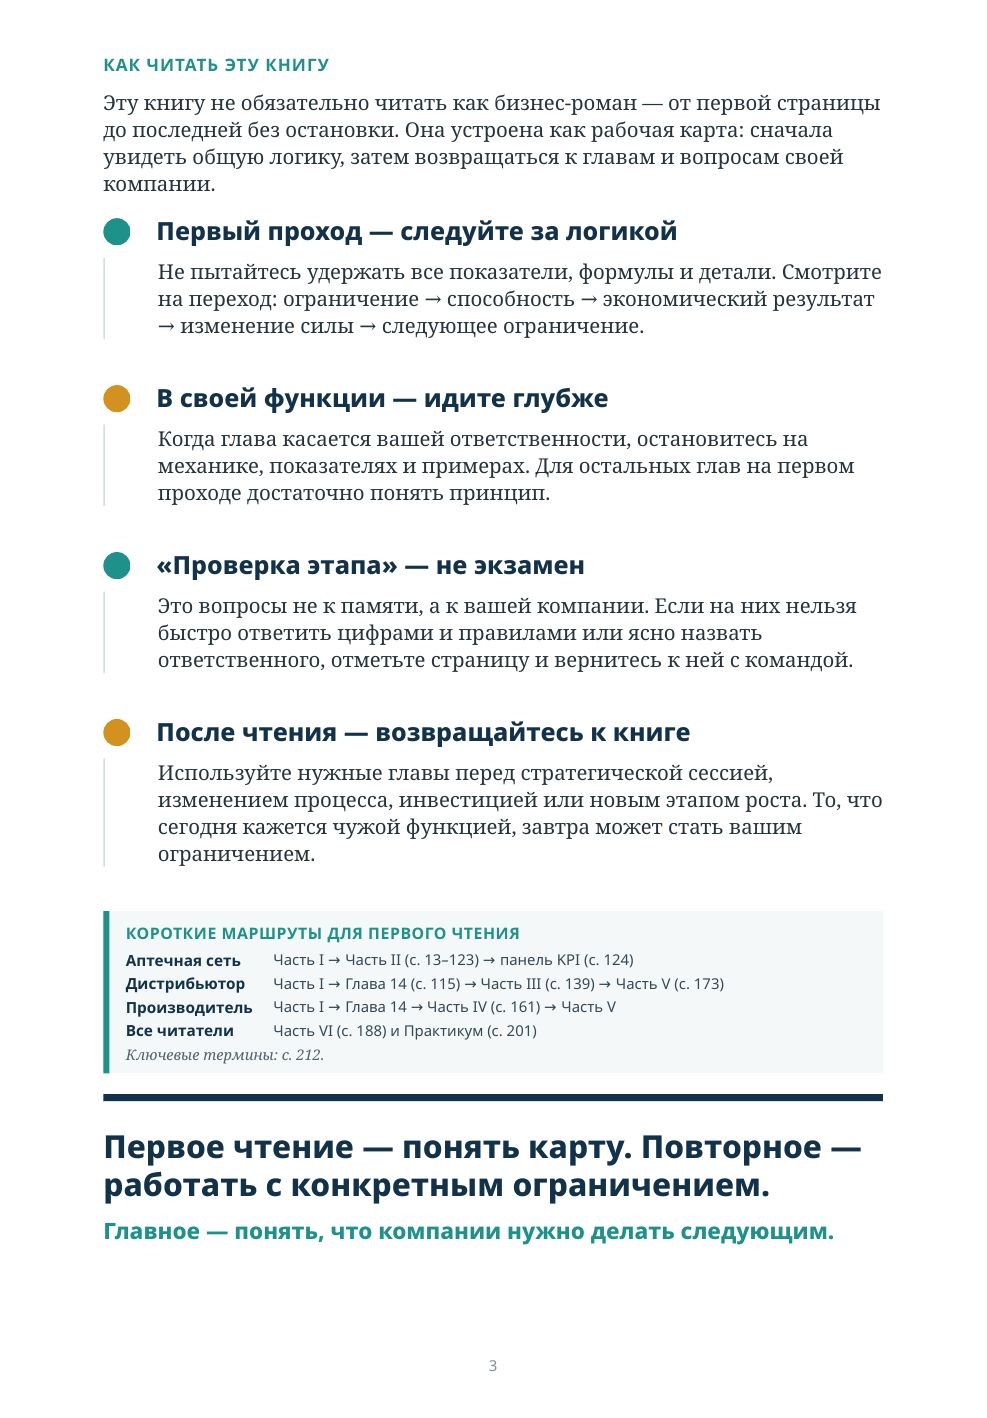 КАК ЧИТАТЬ ЭТУ КНИГУ
Эту книгу не обязательно читать как бизнес-роман — от первой страницы
до последней без остановки. Она устроена как рабочая карта: сначала
увидеть общую логику, затем возвращаться к главам и вопросам своей
компании.
Первый проход — следуйте за логикой
Не пытайтесь удержать все показатели, формулы и детали. Смотрите
на переход: ограничение → способность → экономический результат
→ изменение силы → следующее ограничение.
В своей функции — идите глубже
Когда глава касается вашей ответственности, остановитесь на
механике, показателях и примерах. Для остальных глав на первом
проходе достаточно понять принцип.
«Проверка этапа» — не экзамен
Это вопросы не к памяти, а к вашей компании. Если на них нельзя
быстро ответить цифрами и правилами или ясно назвать
ответственного, отметьте страницу и вернитесь к ней с командой.
После чтения — возвращайтесь к книге
Используйте нужные главы перед стратегической сессией,
изменением процесса, инвестицией или новым этапом роста. То, что
сегодня кажется чужой функцией, завтра может стать вашим
ограничением.
КОРОТКИЕ МАРШРУТЫ ДЛЯ ПЕРВОГО ЧТЕНИЯ
Аптечная сеть Часть I → Часть II (с. 13–123) → панель KPI (с. 124)
Дистрибьютор Часть I → Глава 14 (с. 115) → Часть III (с. 139) → Часть V (с. 173)
Производитель Часть I → Глава 14 → Часть IV (с. 161) → Часть V
Все читатели Часть VI (с. 188) и Практикум (с. 201)
Ключевые термины: с. 212.
Первое чтение — понять карту. Повторное —
работать с конкретным ограничением.
Главное — понять, что компании нужно делать следующим.
3